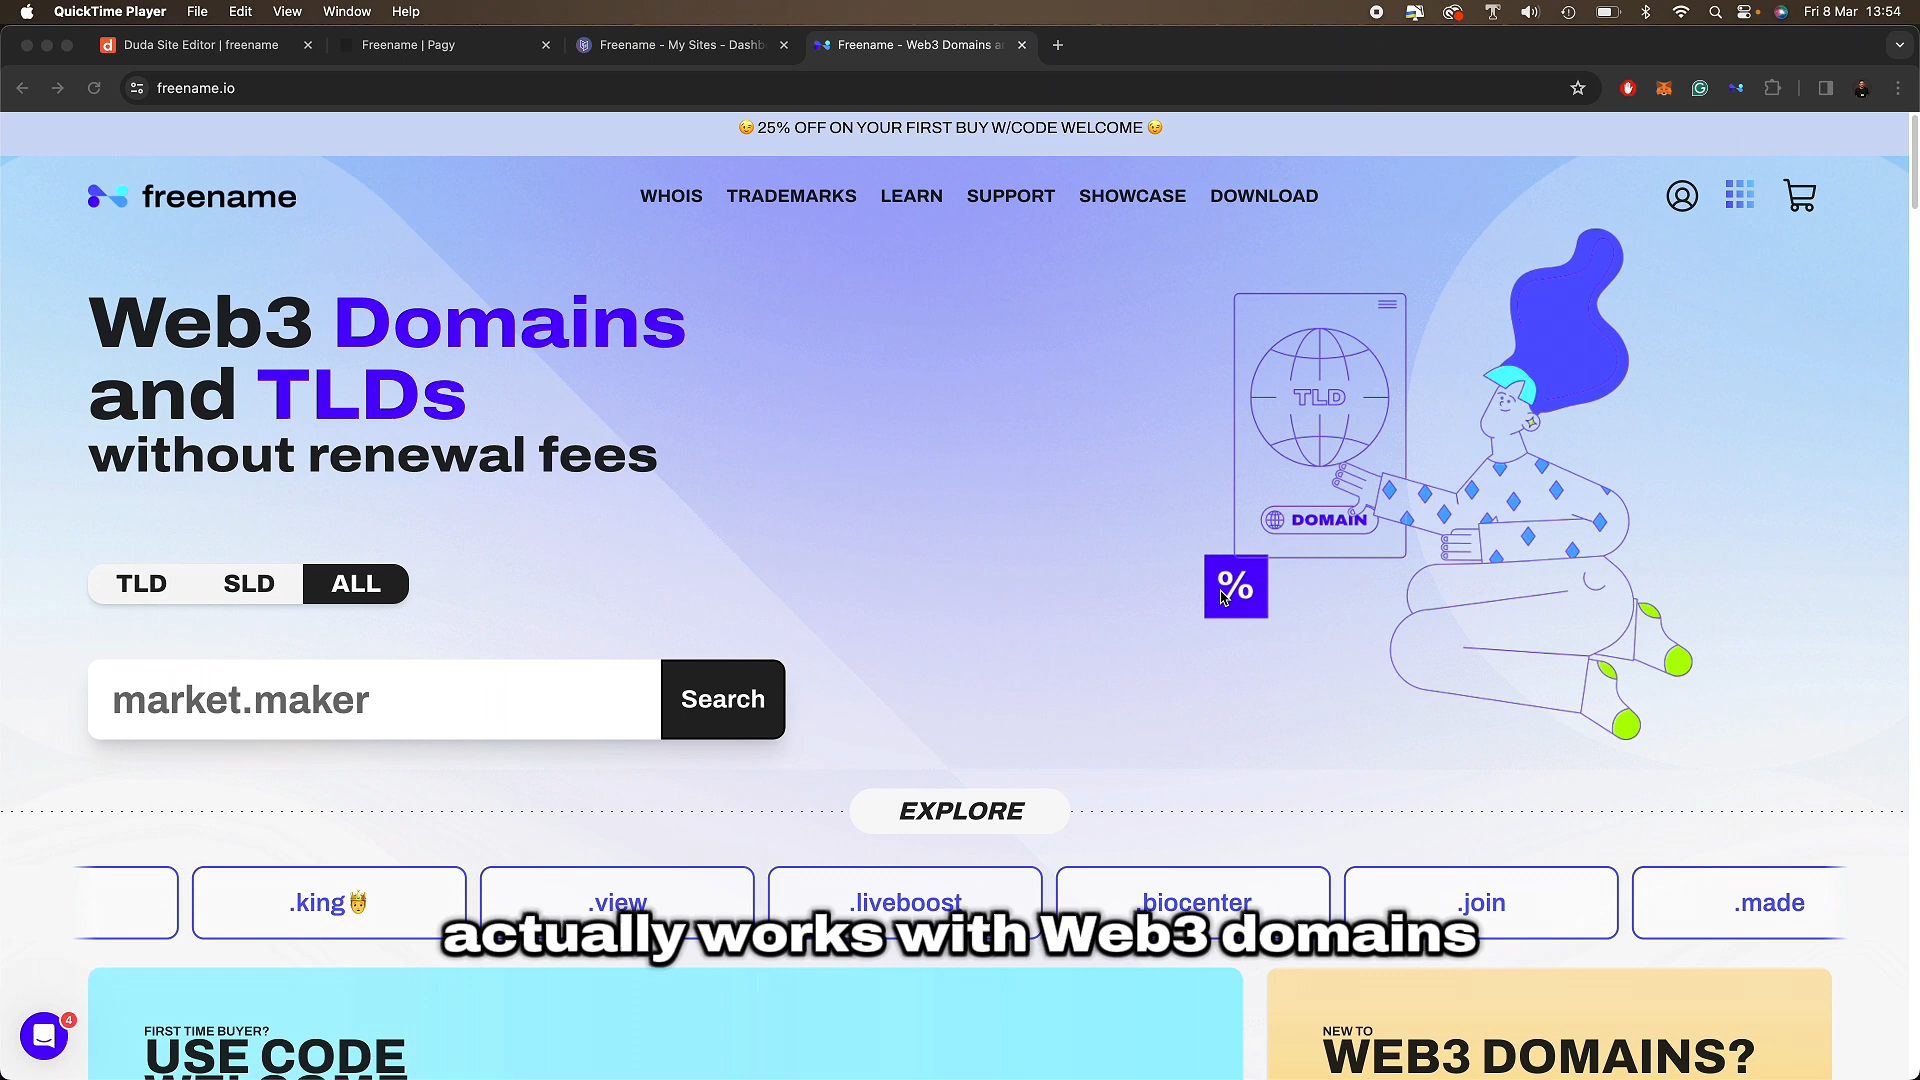 QuickTime Player File Edit View Window Help Fri 8 Mar 13:54
Duda Site Editor | freename
Freename | Pagy
Freename - My Sites - Dashb
Freename - Web3 Domains a
freename.io
😉 25% OFF ON YOUR FIRST BUY W/CODE WELCOME 😉
freename
WHOIS TRADEMARKS LEARN SUPPORT SHOWCASE DOWNLOAD
Web3 Domains
and TLDs
without renewal fees
TLD
DOMAIN
%
TLD SLD ALL
market.maker
Search
EXPLORE
.king🤴 .view .liveboost .biocenter .join .made
actually works with Web3 domains
FIRST TIME BUYER?
USE CODE
WELCOME
NEW TO
WEB3 DOMAINS?
4